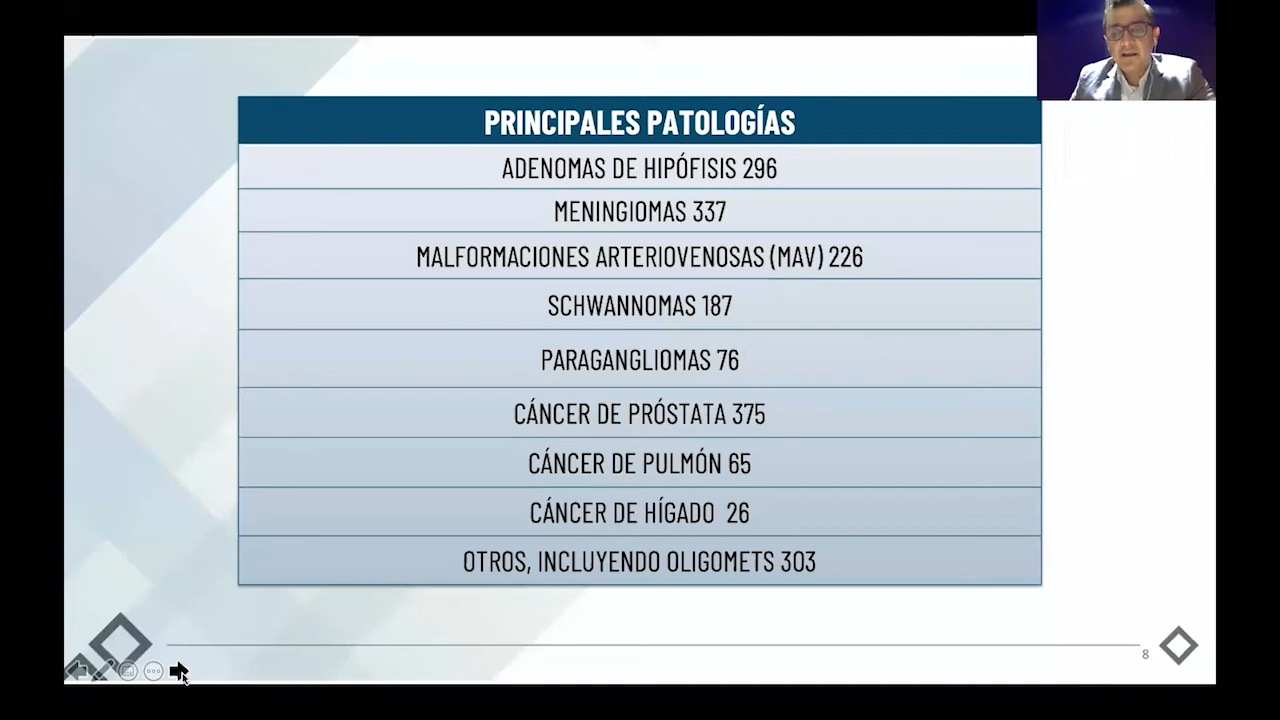 PRINCIPALES PATOLOGÍAS
ADENOMAS DE HIPÓFISIS 296
MENINGIOMAS 337
MALFORMACIONES ARTERIOVENOSAS (MAV) 226
SCHWANNOMAS 187
PARAGANGLIOMAS 76
CÁNCER DE PRÓSTATA 375
CÁNCER DE PULMÓN 65
CÁNCER DE HÍGADO 26
OTROS, INCLUYENDO OLIGOMETS 303
8